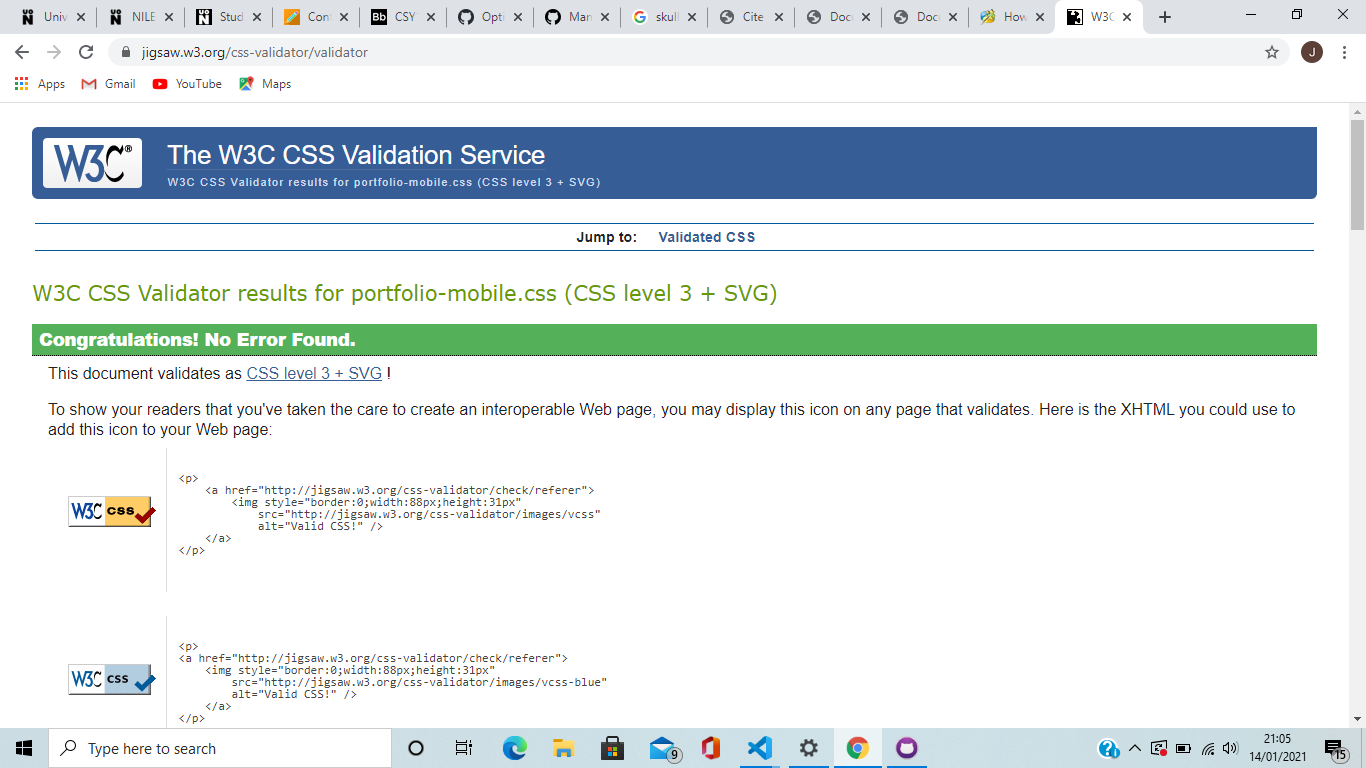 Univ
NILE
Stud
Cont
Bb CSY
Opti
Man
skull
Cite
Docu
Docu
How
W3C
jigsaw.w3.org/css-validator/validator
J
Apps Gmail YouTube Maps
W3C® The W3C CSS Validation Service
W3C CSS Validator results for portfolio-mobile.css (CSS level 3 + SVG)
Jump to: Validated CSS
W3C CSS Validator results for portfolio-mobile.css (CSS level 3 + SVG)
Congratulations! No Error Found.
This document validates as CSS level 3 + SVG !
To show your readers that you've taken the care to create an interoperable Web page, you may display this icon on any page that validates. Here is the XHTML you could use to
add this icon to your Web page:
W3C css
<p>
<a href="http://jigsaw.w3.org/css-validator/check/referer">
<img style="border:0;width:88px;height:31px"
src="http://jigsaw.w3.org/css-validator/images/vcss"
alt="Valid CSS!" />
</a>
</p>
W3C css
<p>
<a href="http://jigsaw.w3.org/css-validator/check/referer">
<img style="border:0;width:88px;height:31px"
src="http://jigsaw.w3.org/css-validator/images/vcss-blue"
alt="Valid CSS!" />
</a>
</p>
Type here to search
9
21:05
14/01/2021
15